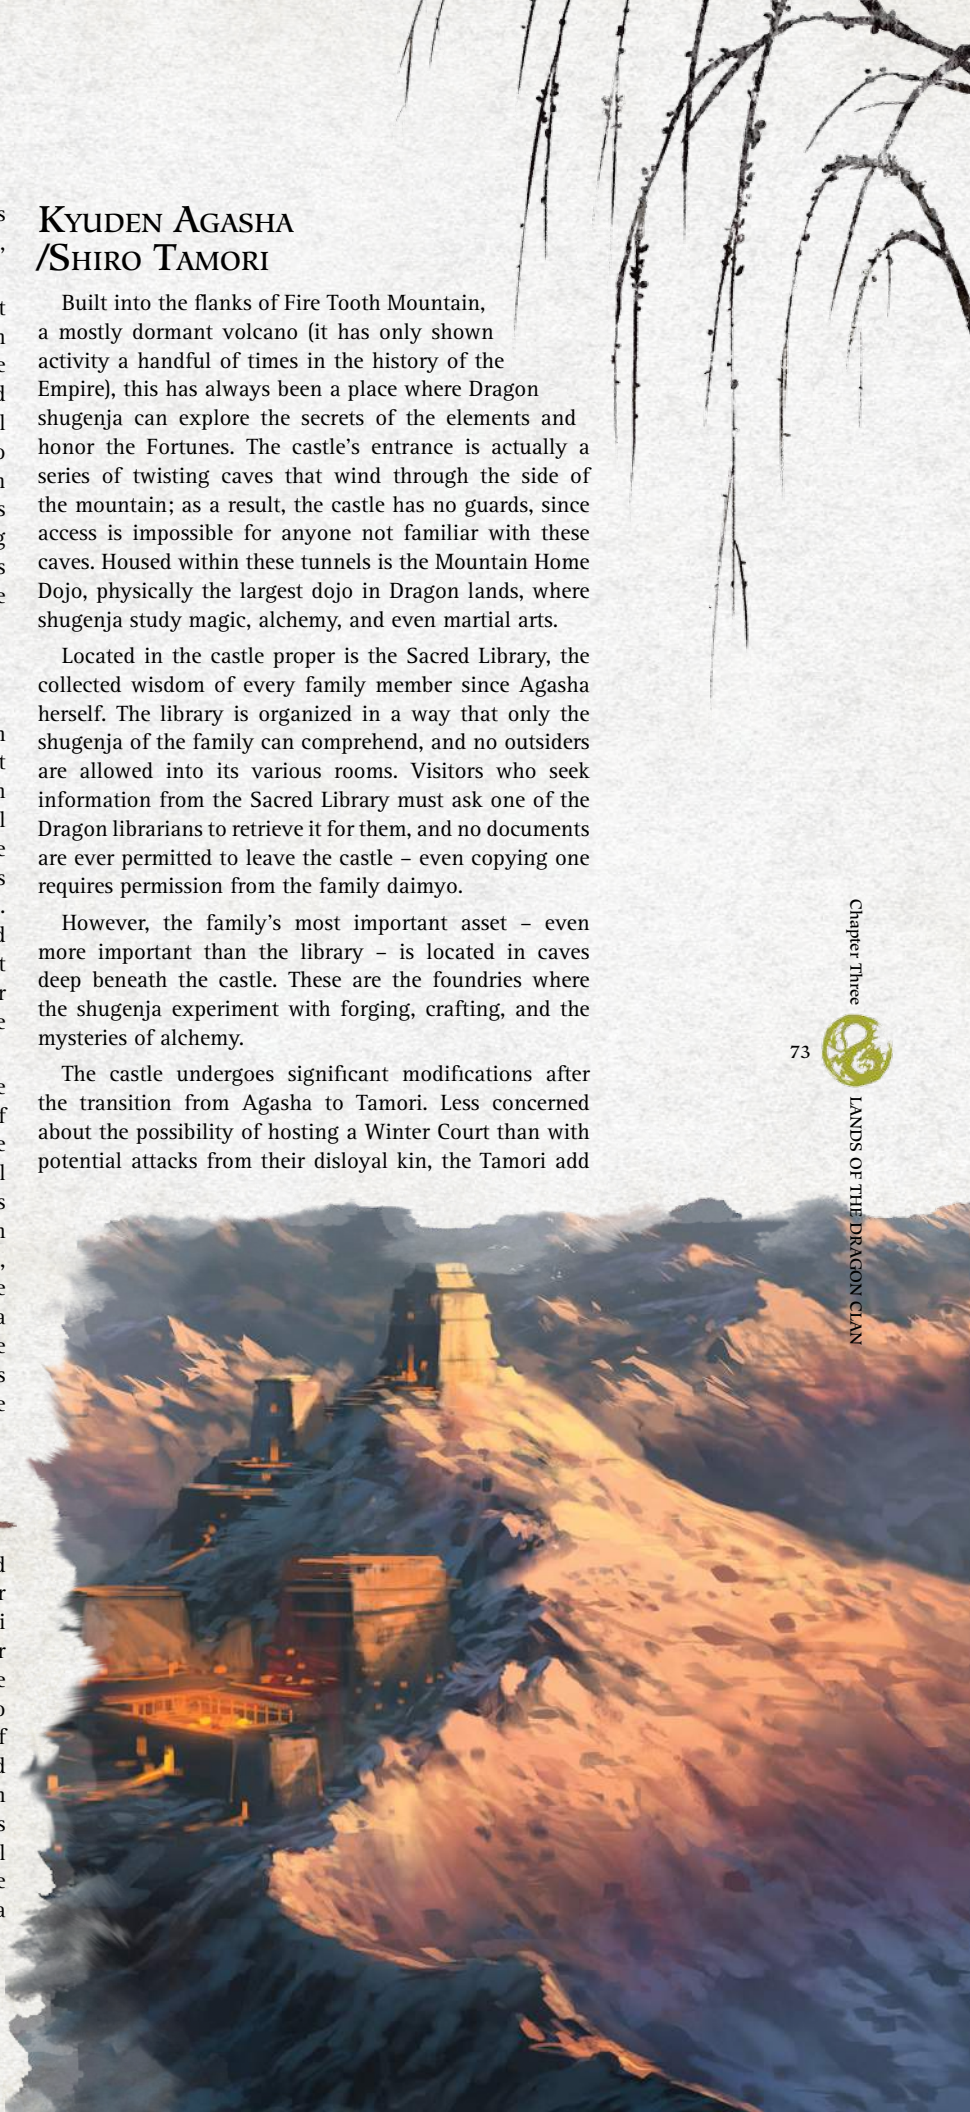 KYUDEN AGASHA
/SHIRO TAMORI
Built into the flanks of Fire Tooth Mountain,
a mostly dormant volcano (it has only shown
activity a handful of times in the history of the
Empire), this has always been a place where Dragon
shugenja can explore the secrets of the elements and
honor the Fortunes. The castle's entrance is actually a
series of twisting caves that wind through the side of
the mountain; as a result, the castle has no guards, since
access is impossible for anyone not familiar with these
caves. Housed within these tunnels is the Mountain Home
Dojo, physically the largest dojo in Dragon lands, where
shugenja study magic, alchemy, and even martial arts.
Located in the castle proper is the Sacred Library, the
collected wisdom of every family member since Agasha
herself. The library is organized in a way that only the
shugenja of the family can comprehend, and no outsiders
are allowed into its various rooms. Visitors who seek
information from the Sacred Library must ask one of the
Dragon librarians to retrieve it for them, and no documents
are ever permitted to leave the castle – even copying one
requires permission from the family daimyo.
However, the family's most important asset – even
more important than the library – is located in caves
deep beneath the castle. These are the foundries where
the shugenja experiment with forging, crafting, and the
mysteries of alchemy.
The castle undergoes significant modifications after
the transition from Agasha to Tamori. Less concerned
about the possibility of hosting a Winter Court than with
potential attacks from their disloyal kin, the Tamori add
Chapter Three
73
LANDS OF THE DRAGON CLAN